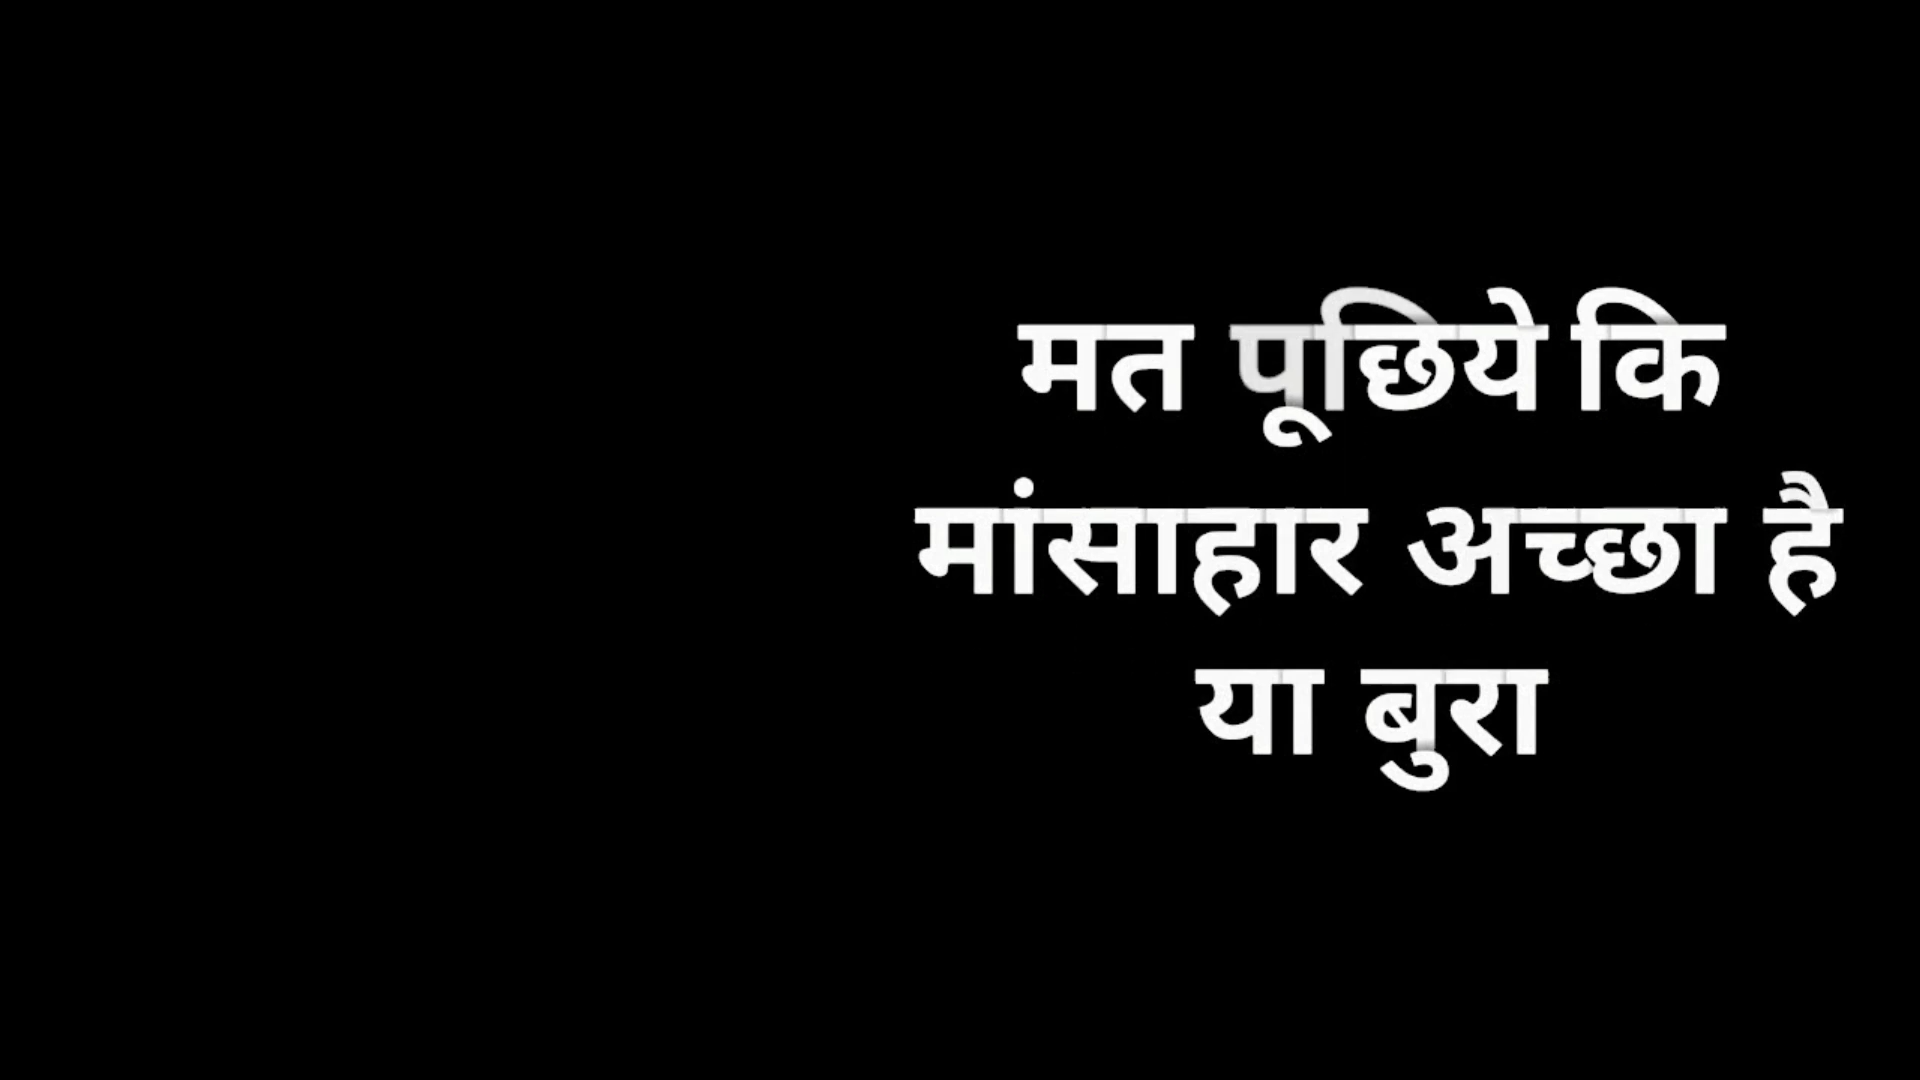 मत पूछिये कि
मांसाहार अच्छा है
या बुरा